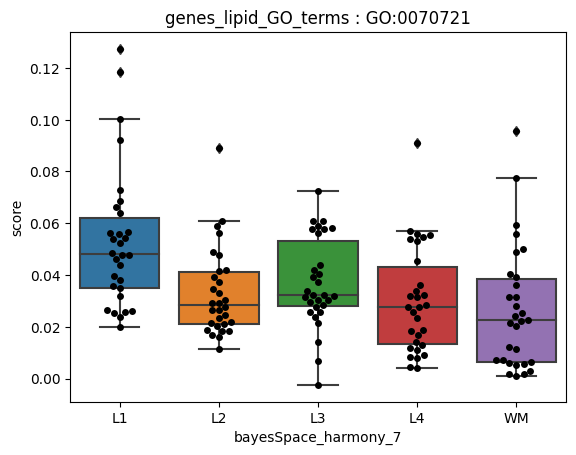 genes_lipid_GO_terms : GO:0070721
0.12
0.10
0.08
0.06
0.04
0.02
0.00
score
L1 L2 L3 L4 WM
bayesSpace_harmony_7